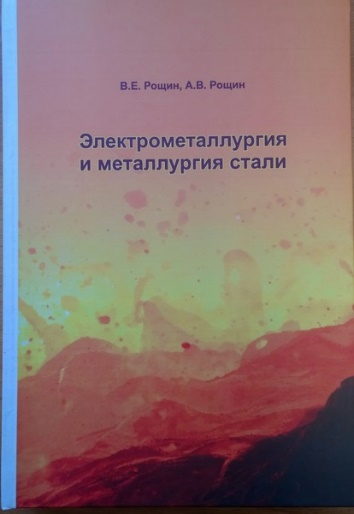 В.Е. Рощин, А.В. Рощин
Электрометаллургия
и металлургия стали